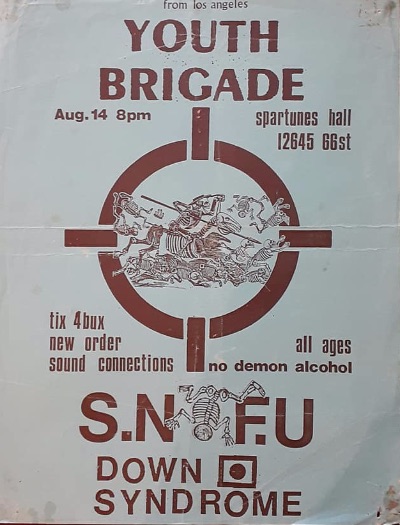 from los angeles
YOUTH
BRIGADE
Aug. 14 8pm
spartunes hall
12645 66st
tix 4bux
new order
sound connections
all ages
no demon alcohol
S.N F.U
DOWN
SYNDROME